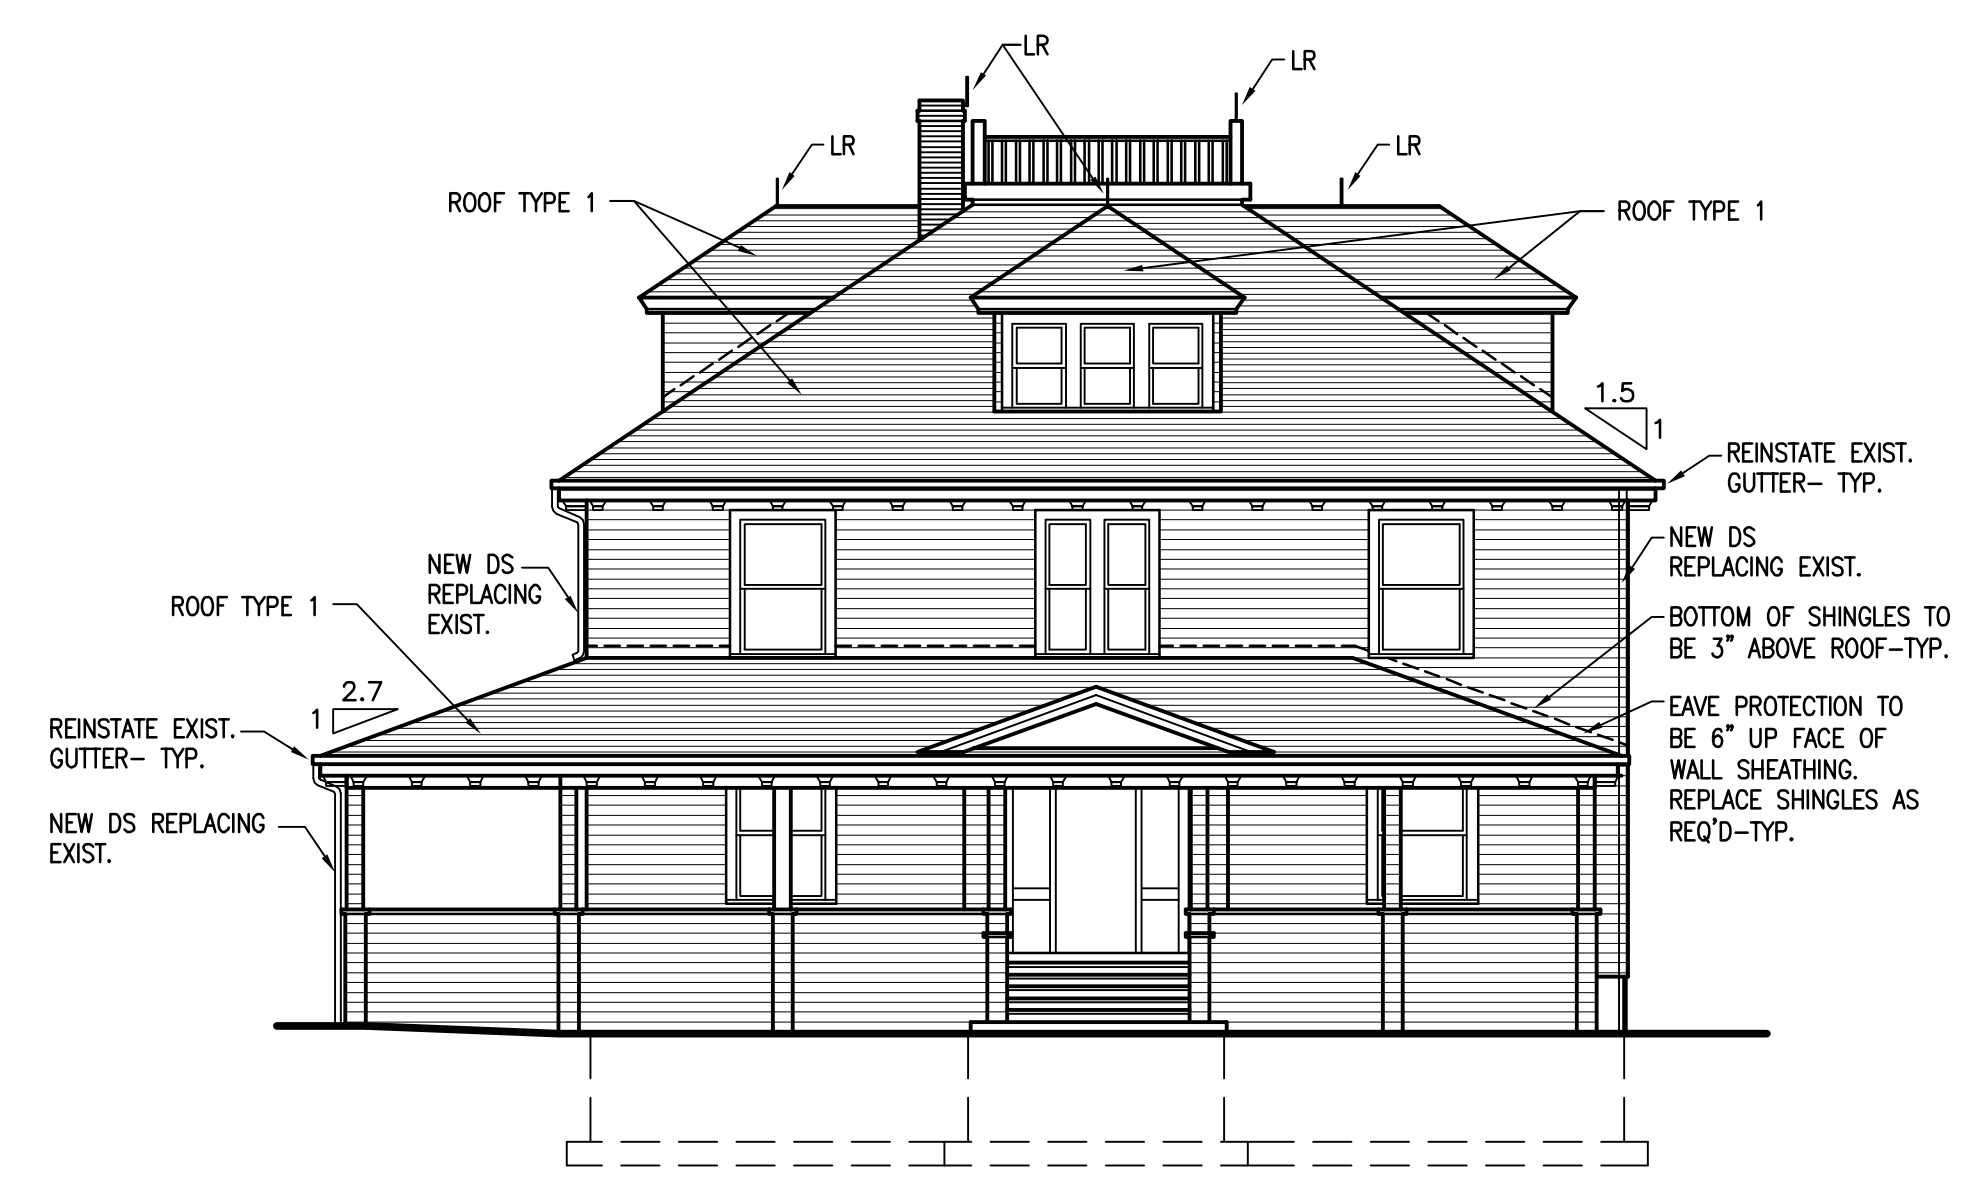 LR
LR
LR
LR
ROOF TYPE 1
ROOF TYPE 1
1.5
1
REINSTATE EXIST.
GUTTER– TYP.
NEW DS
REPLACING EXIST.
NEW DS
REPLACING
EXIST.
ROOF TYPE 1
BOTTOM OF SHINGLES TO
BE 3" ABOVE ROOF–TYP.
2.7
1
REINSTATE EXIST.
GUTTER– TYP.
EAVE PROTECTION TO
BE 6" UP FACE OF
WALL SHEATHING.
REPLACE SHINGLES AS
REQ'D–TYP.
NEW DS REPLACING
EXIST.